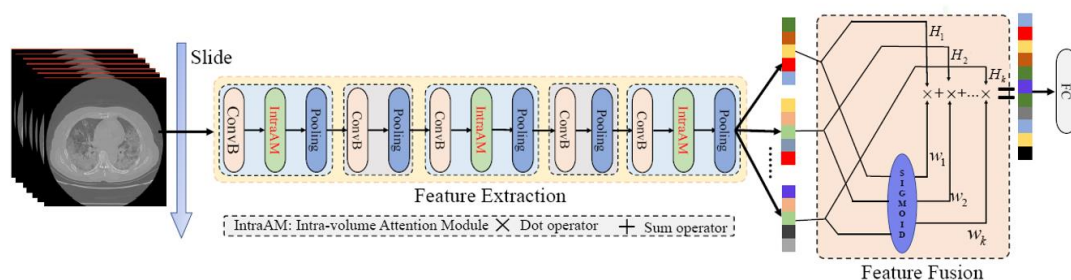 Slide
ConvB
IntraAM
Pooling
ConvB
Pooling
ConvB
IntraAM
Pooling
ConvB
Pooling
ConvB
IntraAM
Pooling
Feature Extraction
IntraAM: Intra-volume Attention Module × Dot operator + Sum operator
H1
H2
Hk
× + × + ... × =
SIGMOID
w1
w2
wk
Feature Fusion
FC